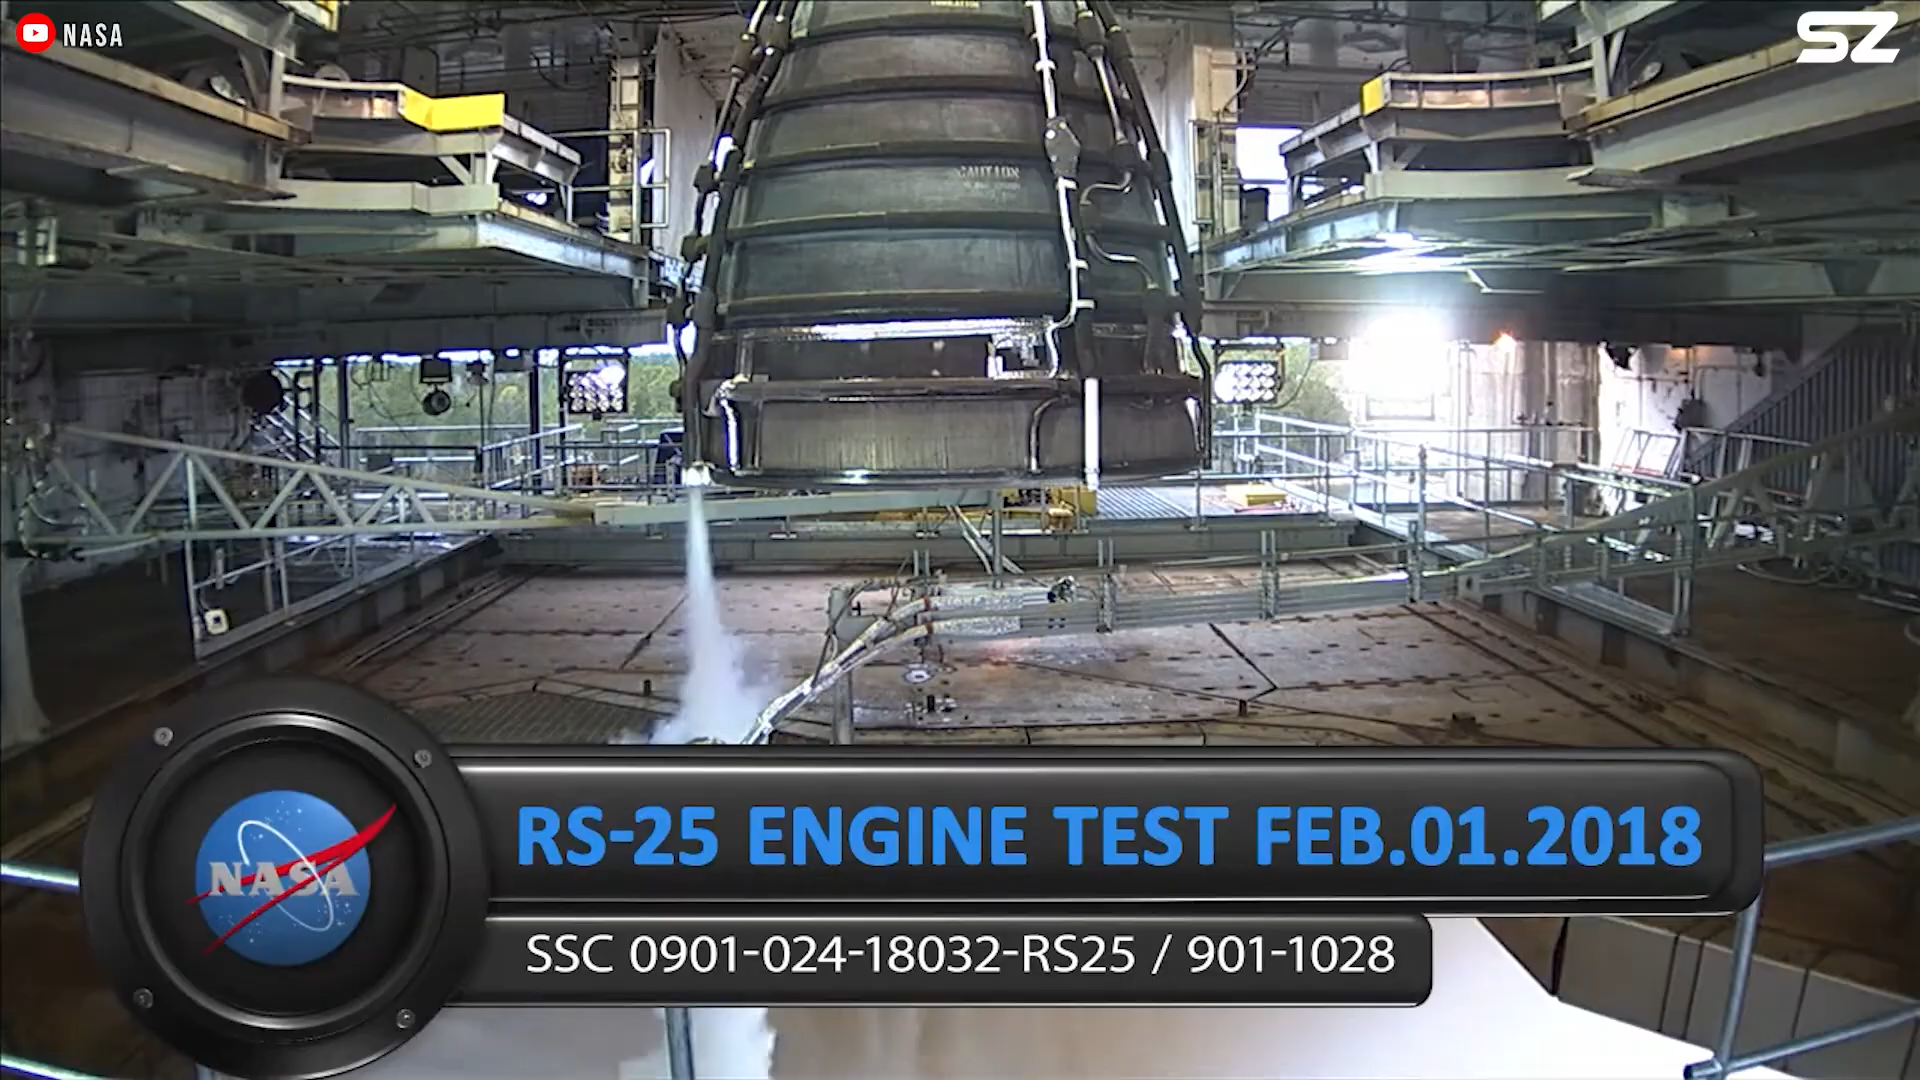 NASA
SZ
CAUTION
RS-25 ENGINE TEST FEB.01.2018
NASA
SSC 0901-024-18032-RS25 / 901-1028